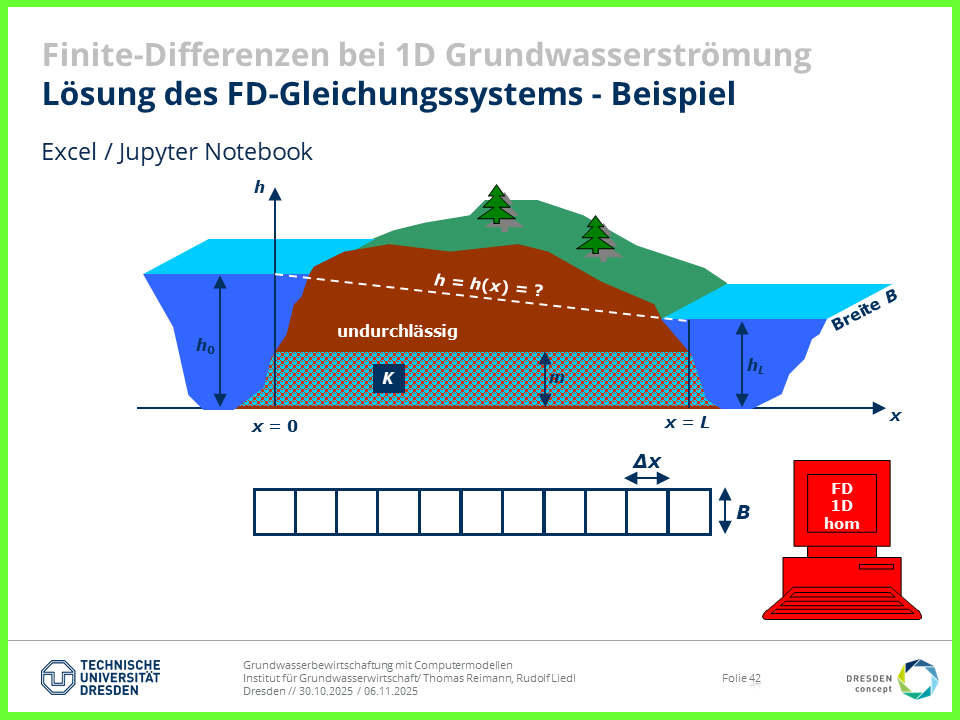 Finite-Differenzen bei 1D Grundwasserströmung
Lösung des FD-Gleichungssystems - Beispiel
Excel / Jupyter Notebook
h
h = h(x) = ?
undurchlässig
Breite B
h₀
h_L
K
m
x
x = 0
x = L
Δx
B
FD
1D
hom
TECHNISCHE
UNIVERSITÄT
DRESDEN
Grundwasserbewirtschaftung mit Computermodellen
Institut für Grundwasserwirtschaft/ Thomas Reimann, Rudolf Liedl
Dresden // 30.10.2025 / 06.11.2025
Folie 42
DRESDEN
concept